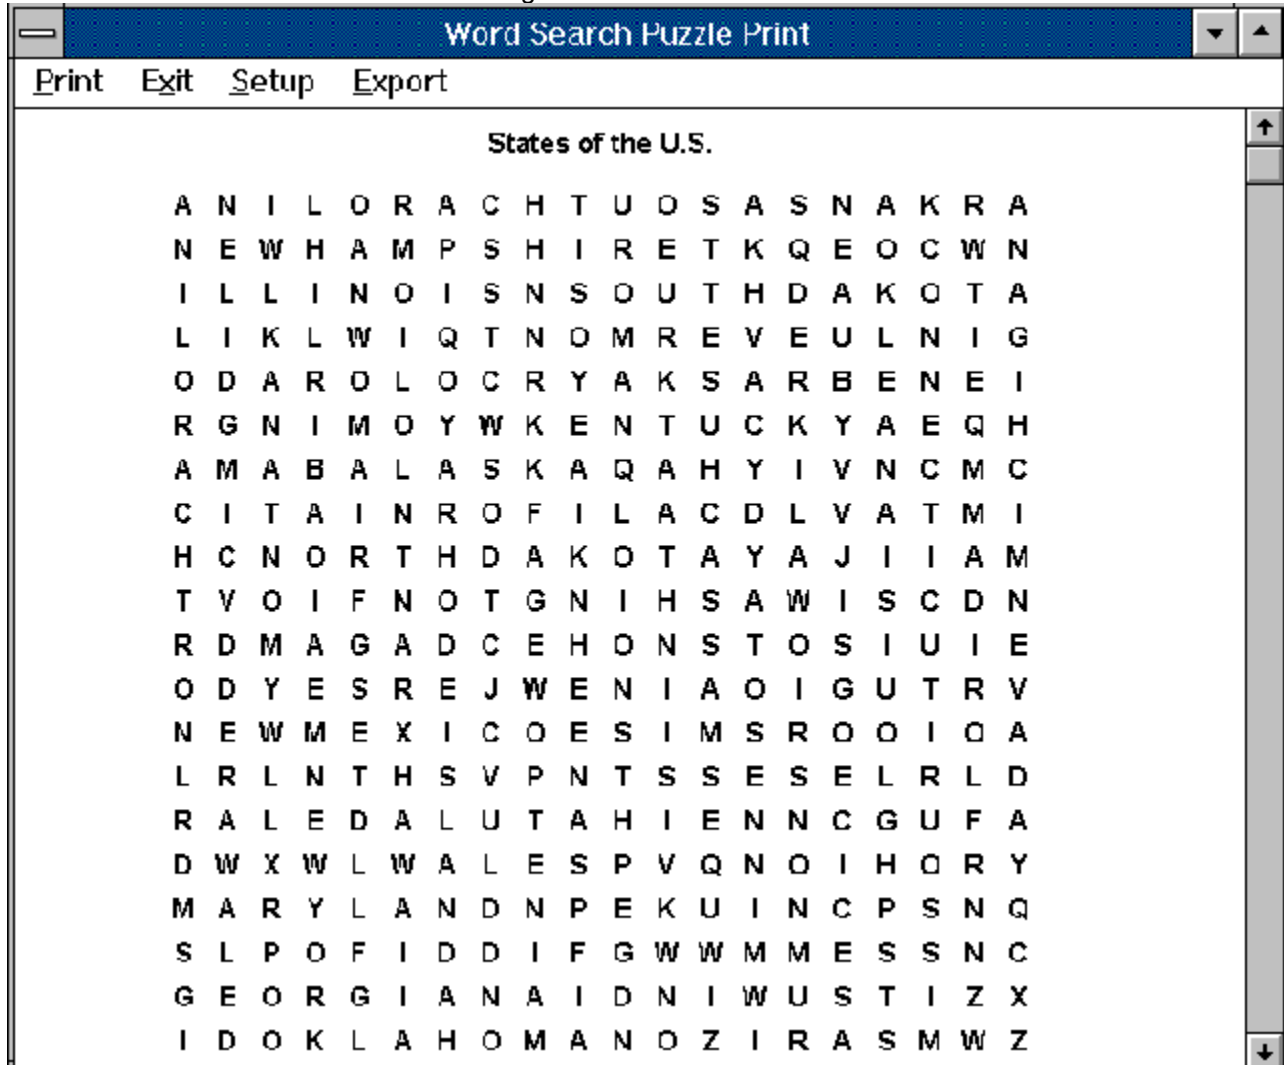 Word Search Puzzle Print
Print Exit Setup Export
States of the U.S.
A N I L O R A C H T U O S A S N A K R A
N E W H A M P S H I R E T K Q E O C W N
I L L I N O I S N S O U T H D A K O T A
L I K L W I Q T N O M R E V E U L N I G
O D A R O L O C R Y A K S A R B E N E I
R G N I M O Y W K E N T U C K Y A E Q H
A M A B A L A S K A Q A H Y I V N C M C
C I T A I N R O F I L A C D L V A T M I
H C N O R T H D A K O T A Y A J I I A M
T V O I F N O T G N I H S A W I S C D N
R D M A G A D C E H O N S T O S I U I E
O D Y E S R E J W E N I A O I G U T R V
N E W M E X I C O E S I M S R O O I O A
L R L N T H S V P N T S S E S E L R L D
R A L E D A L U T A H I E N N C G U F A
D W X W L W A L E S P V Q N O I H O R Y
M A R Y L A N D N P E K U I N C P S N Q
S L P O F I D D I F G W W M M E S S N C
G E O R G I A N A I D N I W U S T I Z X
I D O K L A H O M A N O Z I R A S M W Z